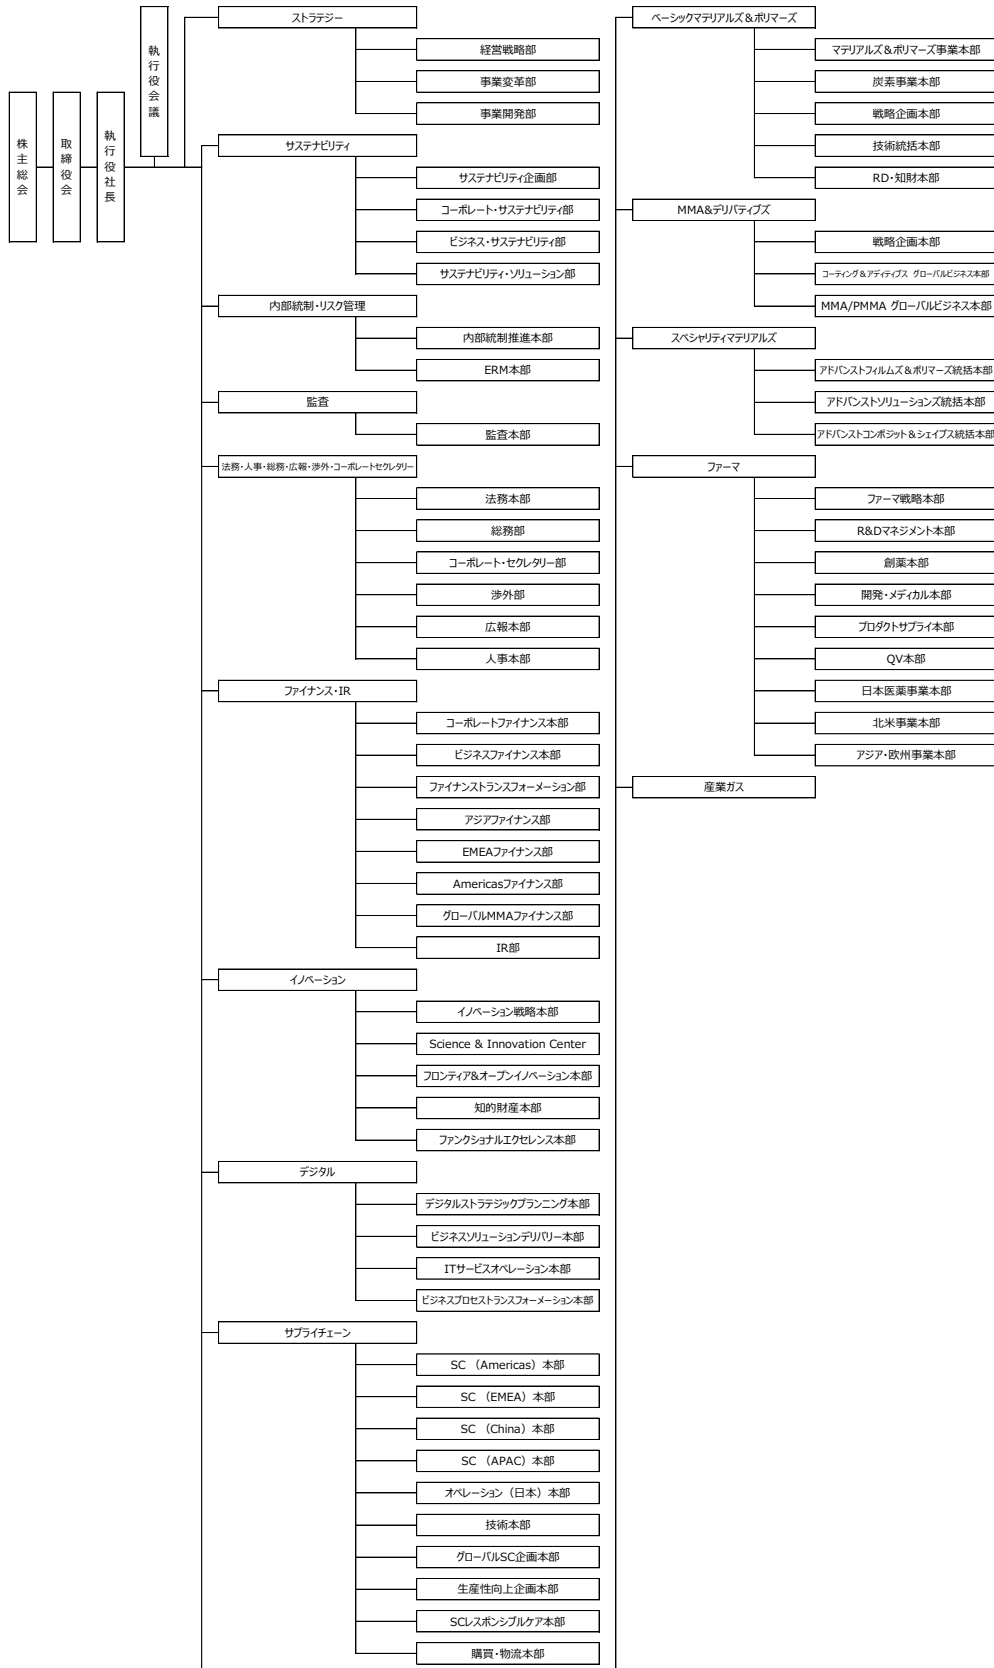 株主総会
取締役会
執行役社長
執行役会議
ストラテジー
経営戦略部
事業変革部
事業開発部
サステナビリティ
サステナビリティ企画部
コーポレート・サステナビリティ部
ビジネス・サステナビリティ部
サステナビリティ・ソリューション部
内部統制・リスク管理
内部統制推進本部
ERM本部
監査
監査本部
法務・人事・総務・広報・渉外・コーポレートセクレタリー
法務本部
総務部
コーポレート・セクレタリー部
渉外部
広報本部
人事本部
ファイナンス・IR
コーポレートファイナンス本部
ビジネスファイナンス本部
ファイナンストランスフォーメーション部
アジアファイナンス部
EMEAファイナンス部
Americasファイナンス部
グローバルMMAファイナンス部
IR部
イノベーション
イノベーション戦略本部
Science & Innovation Center
フロンティア&オープンイノベーション本部
知的財産本部
ファンクショナルエクセレンス本部
デジタル
デジタルストラテジックプランニング本部
ビジネスソリューションデリバリー本部
ITサービスオペレーション本部
ビジネスプロセストランスフォーメーション本部
サプライチェーン
SC （Americas）本部
SC （EMEA）本部
SC （China）本部
SC （APAC）本部
オペレーション（日本）本部
技術本部
グローバルSC企画本部
生産性向上企画本部
SCレスポンシブルケア本部
購買・物流本部
ベーシックマテリアルズ＆ポリマーズ
マテリアルズ＆ポリマーズ事業本部
炭素事業本部
戦略企画本部
技術統括本部
RD・知財本部
MMA&デリバティブズ
戦略企画本部
コーティング＆アディティブス グローバルビジネス本部
MMA/PMMA グローバルビジネス本部
スペシャリティマテリアルズ
アドバンストフィルムズ＆ポリマーズ統括本部
アドバンストソリューションズ統括本部
アドバンストコンポジット＆シェイプス統括本部
ファーマ
ファーマ戦略本部
R&Dマネジメント本部
創薬本部
開発・メディカル本部
プロダクトサプライ本部
QV本部
日本医薬事業本部
北米事業本部
アジア・欧州事業本部
産業ガス